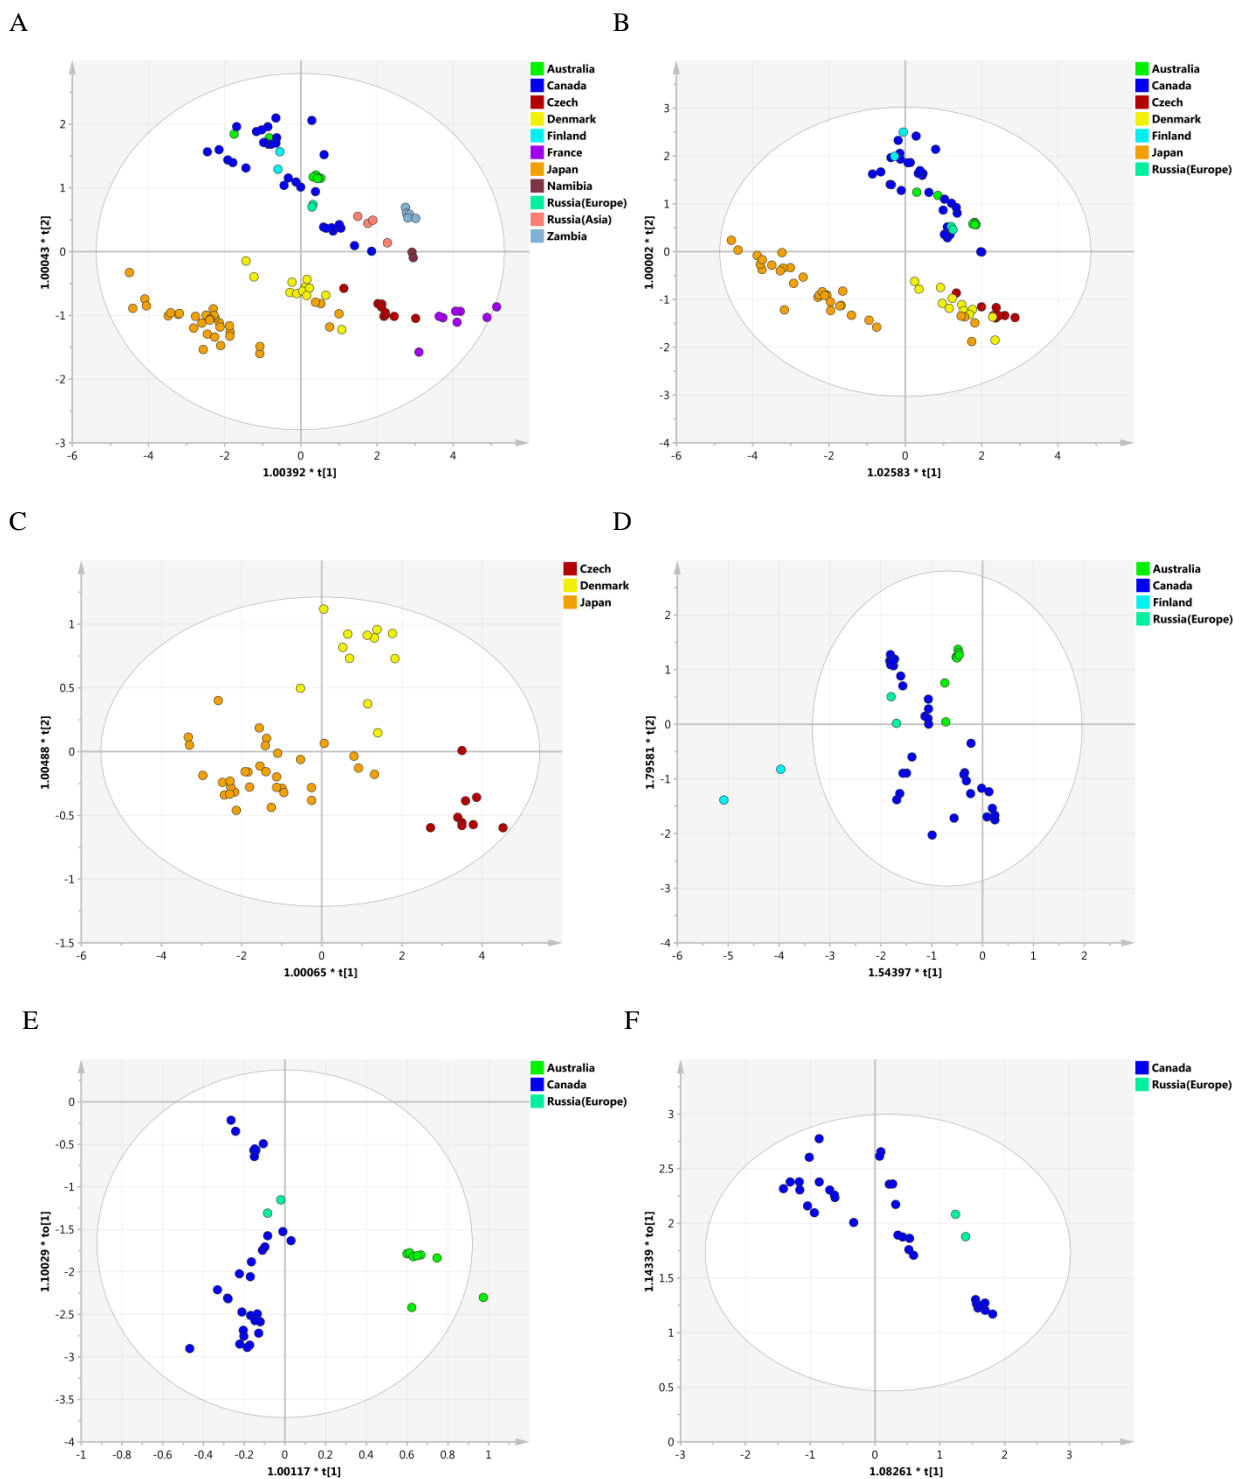 A
B
Australia
Canada
Czech
Denmark
Finland
France
Japan
Namibia
Russia(Europe)
Russia(Asia)
Zambia
2
1
0
-1
-2
-3
-6
-4
-2
0
2
4
1.00043 * t[2]
1.00392 * t[1]
Australia
Canada
Czech
Denmark
Finland
Japan
Russia(Europe)
3
2
1
0
-1
-2
-3
-4
-6
-4
-2
0
2
4
1.00002 * t[2]
1.02583 * t[1]
C
D
Czech
Denmark
Japan
1
0.5
0
-0.5
-1
-1.5
-6
-4
-2
0
2
4
1.00488 * t[2]
1.00065 * t[1]
Australia
Canada
Finland
Russia(Europe)
2
1
0
-1
-2
-3
-4
-6
-5
-4
-3
-2
-1
0
1
2
1.79581 * t[2]
1.54397 * t[1]
E
F
Australia
Canada
Russia(Europe)
0
-0.5
-1
-1.5
-2
-2.5
-3
-3.5
-4
-1
-0.8
-0.6
-0.4
-0.2
0
0.2
0.4
0.6
0.8
1
1.10029 * to[1]
1.00117 * t[1]
Canada
Russia(Europe)
3
2.5
2
1.5
1
0.5
0
-3
-2
-1
0
1
2
3
1.14339 * to[1]
1.08261 * t[1]